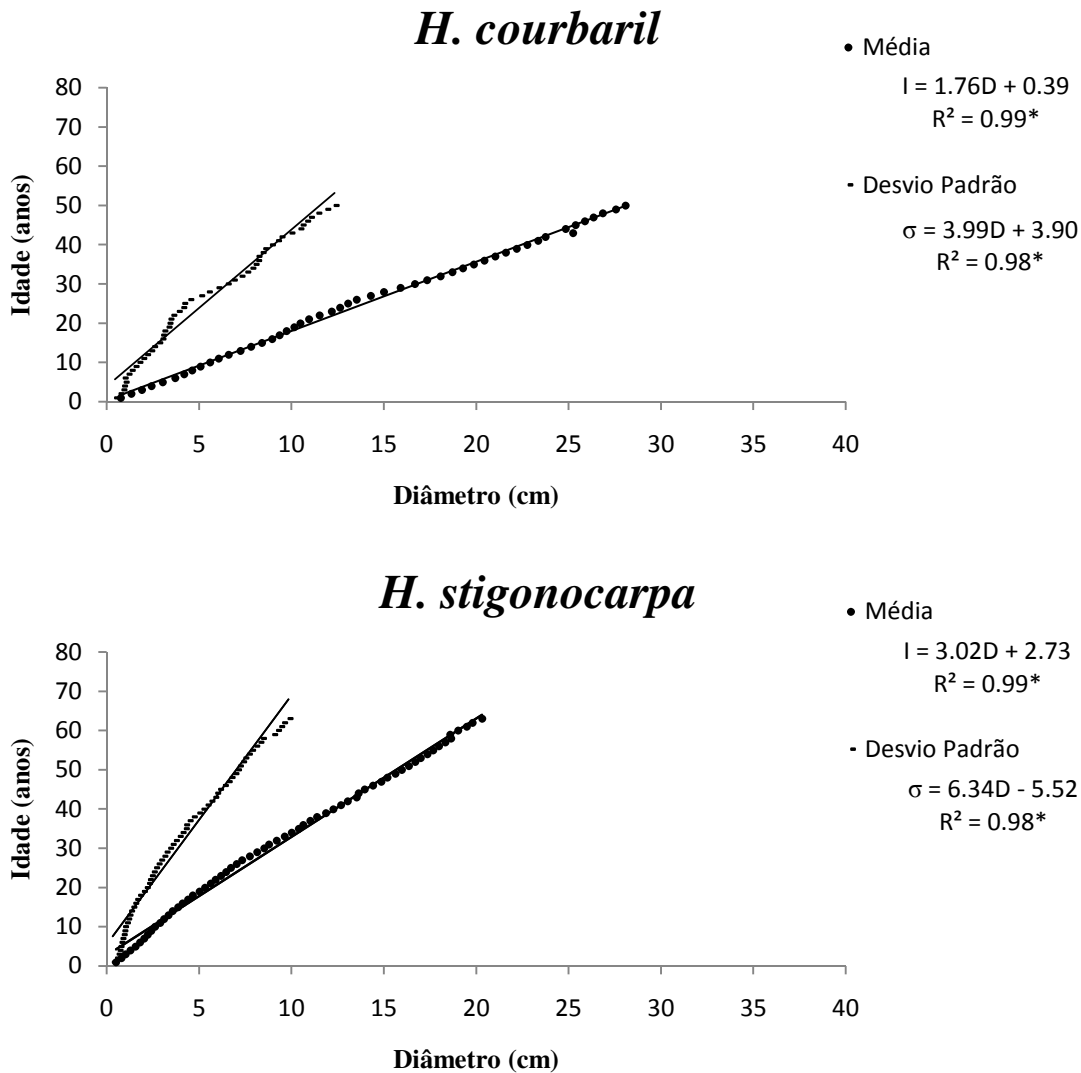 H. courbaril
Média
I = 1.76D + 0.39
R² = 0.99*
Desvio Padrão
σ = 3.99D + 3.90
R² = 0.98*
80
70
60
50
40
30
20
10
0
Idade (anos)
0 5 10 15 20 25 30 35 40
Diâmetro (cm)
H. stigonocarpa
Média
I = 3.02D + 2.73
R² = 0.99*
Desvio Padrão
σ = 6.34D - 5.52
R² = 0.98*
80
70
60
50
40
30
20
10
0
Idade (anos)
0 5 10 15 20 25 30 35 40
Diâmetro (cm)